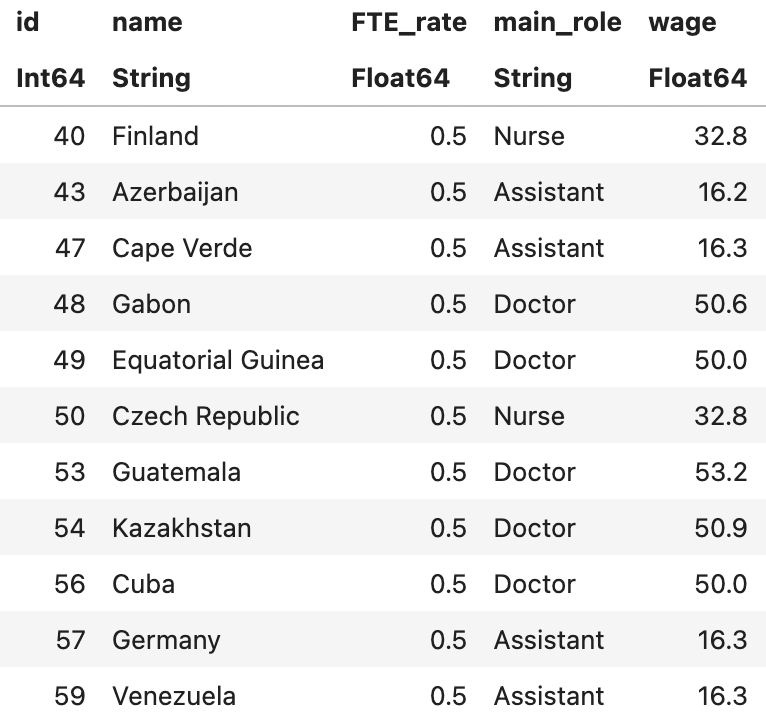 id name FTE_rate main_role wage
Int64 String Float64 String Float64
40 Finland 0.5 Nurse 32.8
43 Azerbaijan 0.5 Assistant 16.2
47 Cape Verde 0.5 Assistant 16.3
48 Gabon 0.5 Doctor 50.6
49 Equatorial Guinea 0.5 Doctor 50.0
50 Czech Republic 0.5 Nurse 32.8
53 Guatemala 0.5 Doctor 53.2
54 Kazakhstan 0.5 Doctor 50.9
56 Cuba 0.5 Doctor 50.0
57 Germany 0.5 Assistant 16.3
59 Venezuela 0.5 Assistant 16.3